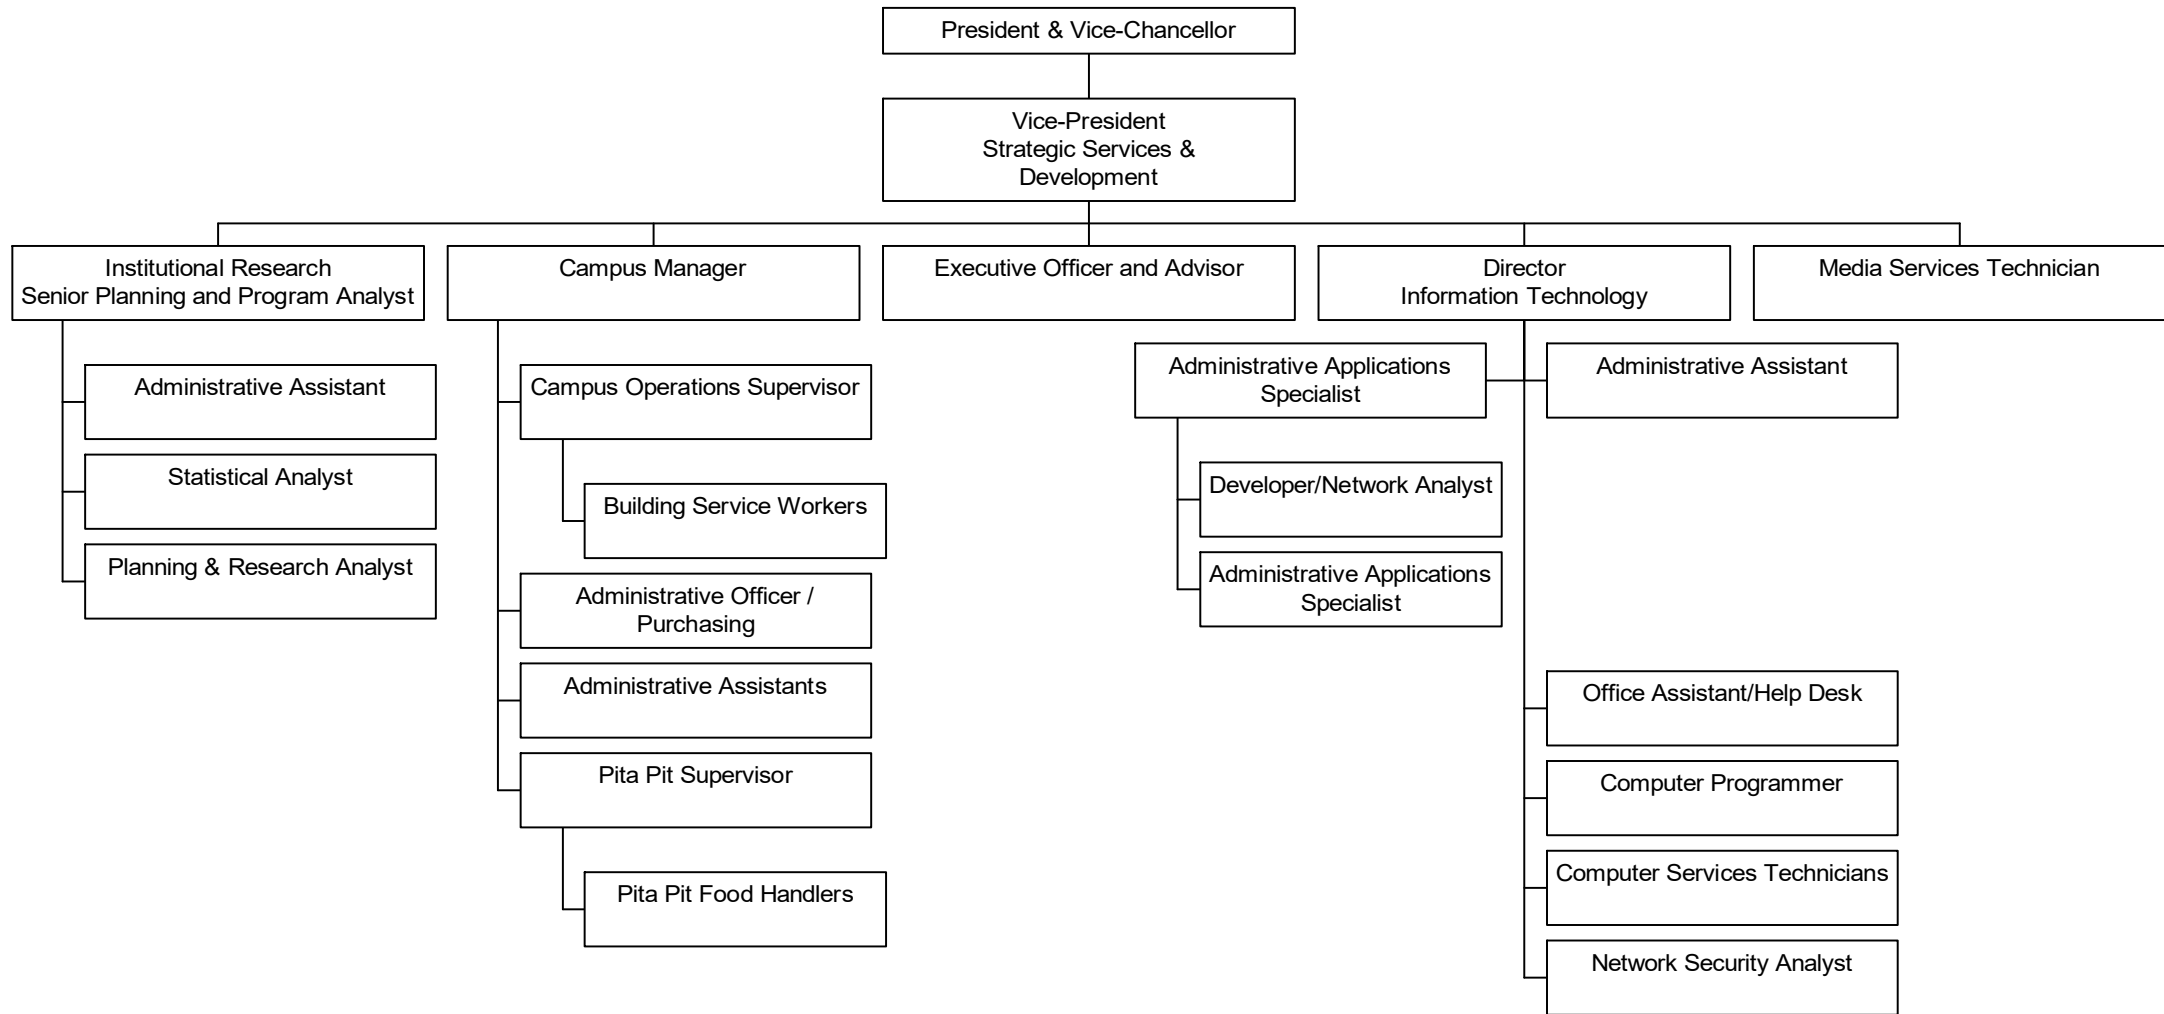 President & Vice-Chancellor
Vice-President
Strategic Services &
Development
Institutional Research
Senior Planning and Program Analyst
Campus Manager
Executive Officer and Advisor
Director
Information Technology
Media Services Technician
Administrative Assistant
Statistical Analyst
Planning & Research Analyst
Campus Operations Supervisor
Building Service Workers
Administrative Officer /
Purchasing
Administrative Assistants
Pita Pit Supervisor
Pita Pit Food Handlers
Administrative Applications
Specialist
Developer/Network Analyst
Administrative Applications
Specialist
Administrative Assistant
Office Assistant/Help Desk
Computer Programmer
Computer Services Technicians
Network Security Analyst